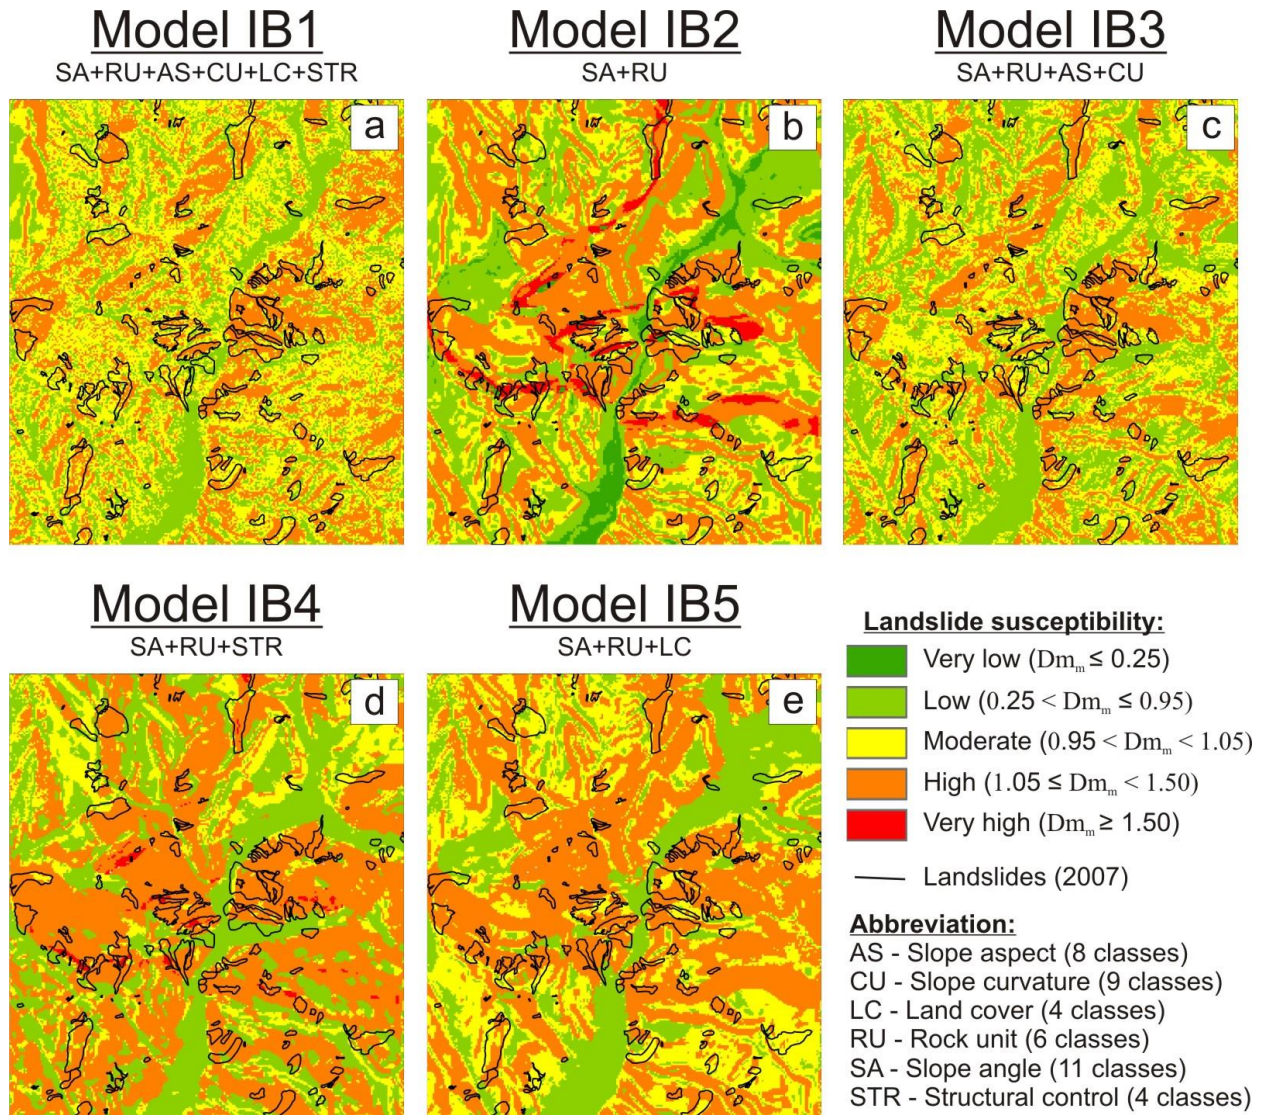 Model IB1
SA+RU+AS+CU+LC+STR
a
Model IB2
SA+RU
b
Model IB3
SA+RU+AS+CU
c
Model IB4
SA+RU+STR
d
Model IB5
SA+RU+LC
e
Landslide susceptibility:
Very low (Dmₘ ≤ 0.25)
Low (0.25 < Dmₘ ≤ 0.95)
Moderate (0.95 < Dmₘ < 1.05)
High (1.05 ≤ Dmₘ < 1.50)
Very high (Dmₘ ≥ 1.50)
Landslides (2007)
Abbreviation:
AS - Slope aspect (8 classes)
CU - Slope curvature (9 classes)
LC - Land cover (4 classes)
RU - Rock unit (6 classes)
SA - Slope angle (11 classes)
STR - Structural control (4 classes)